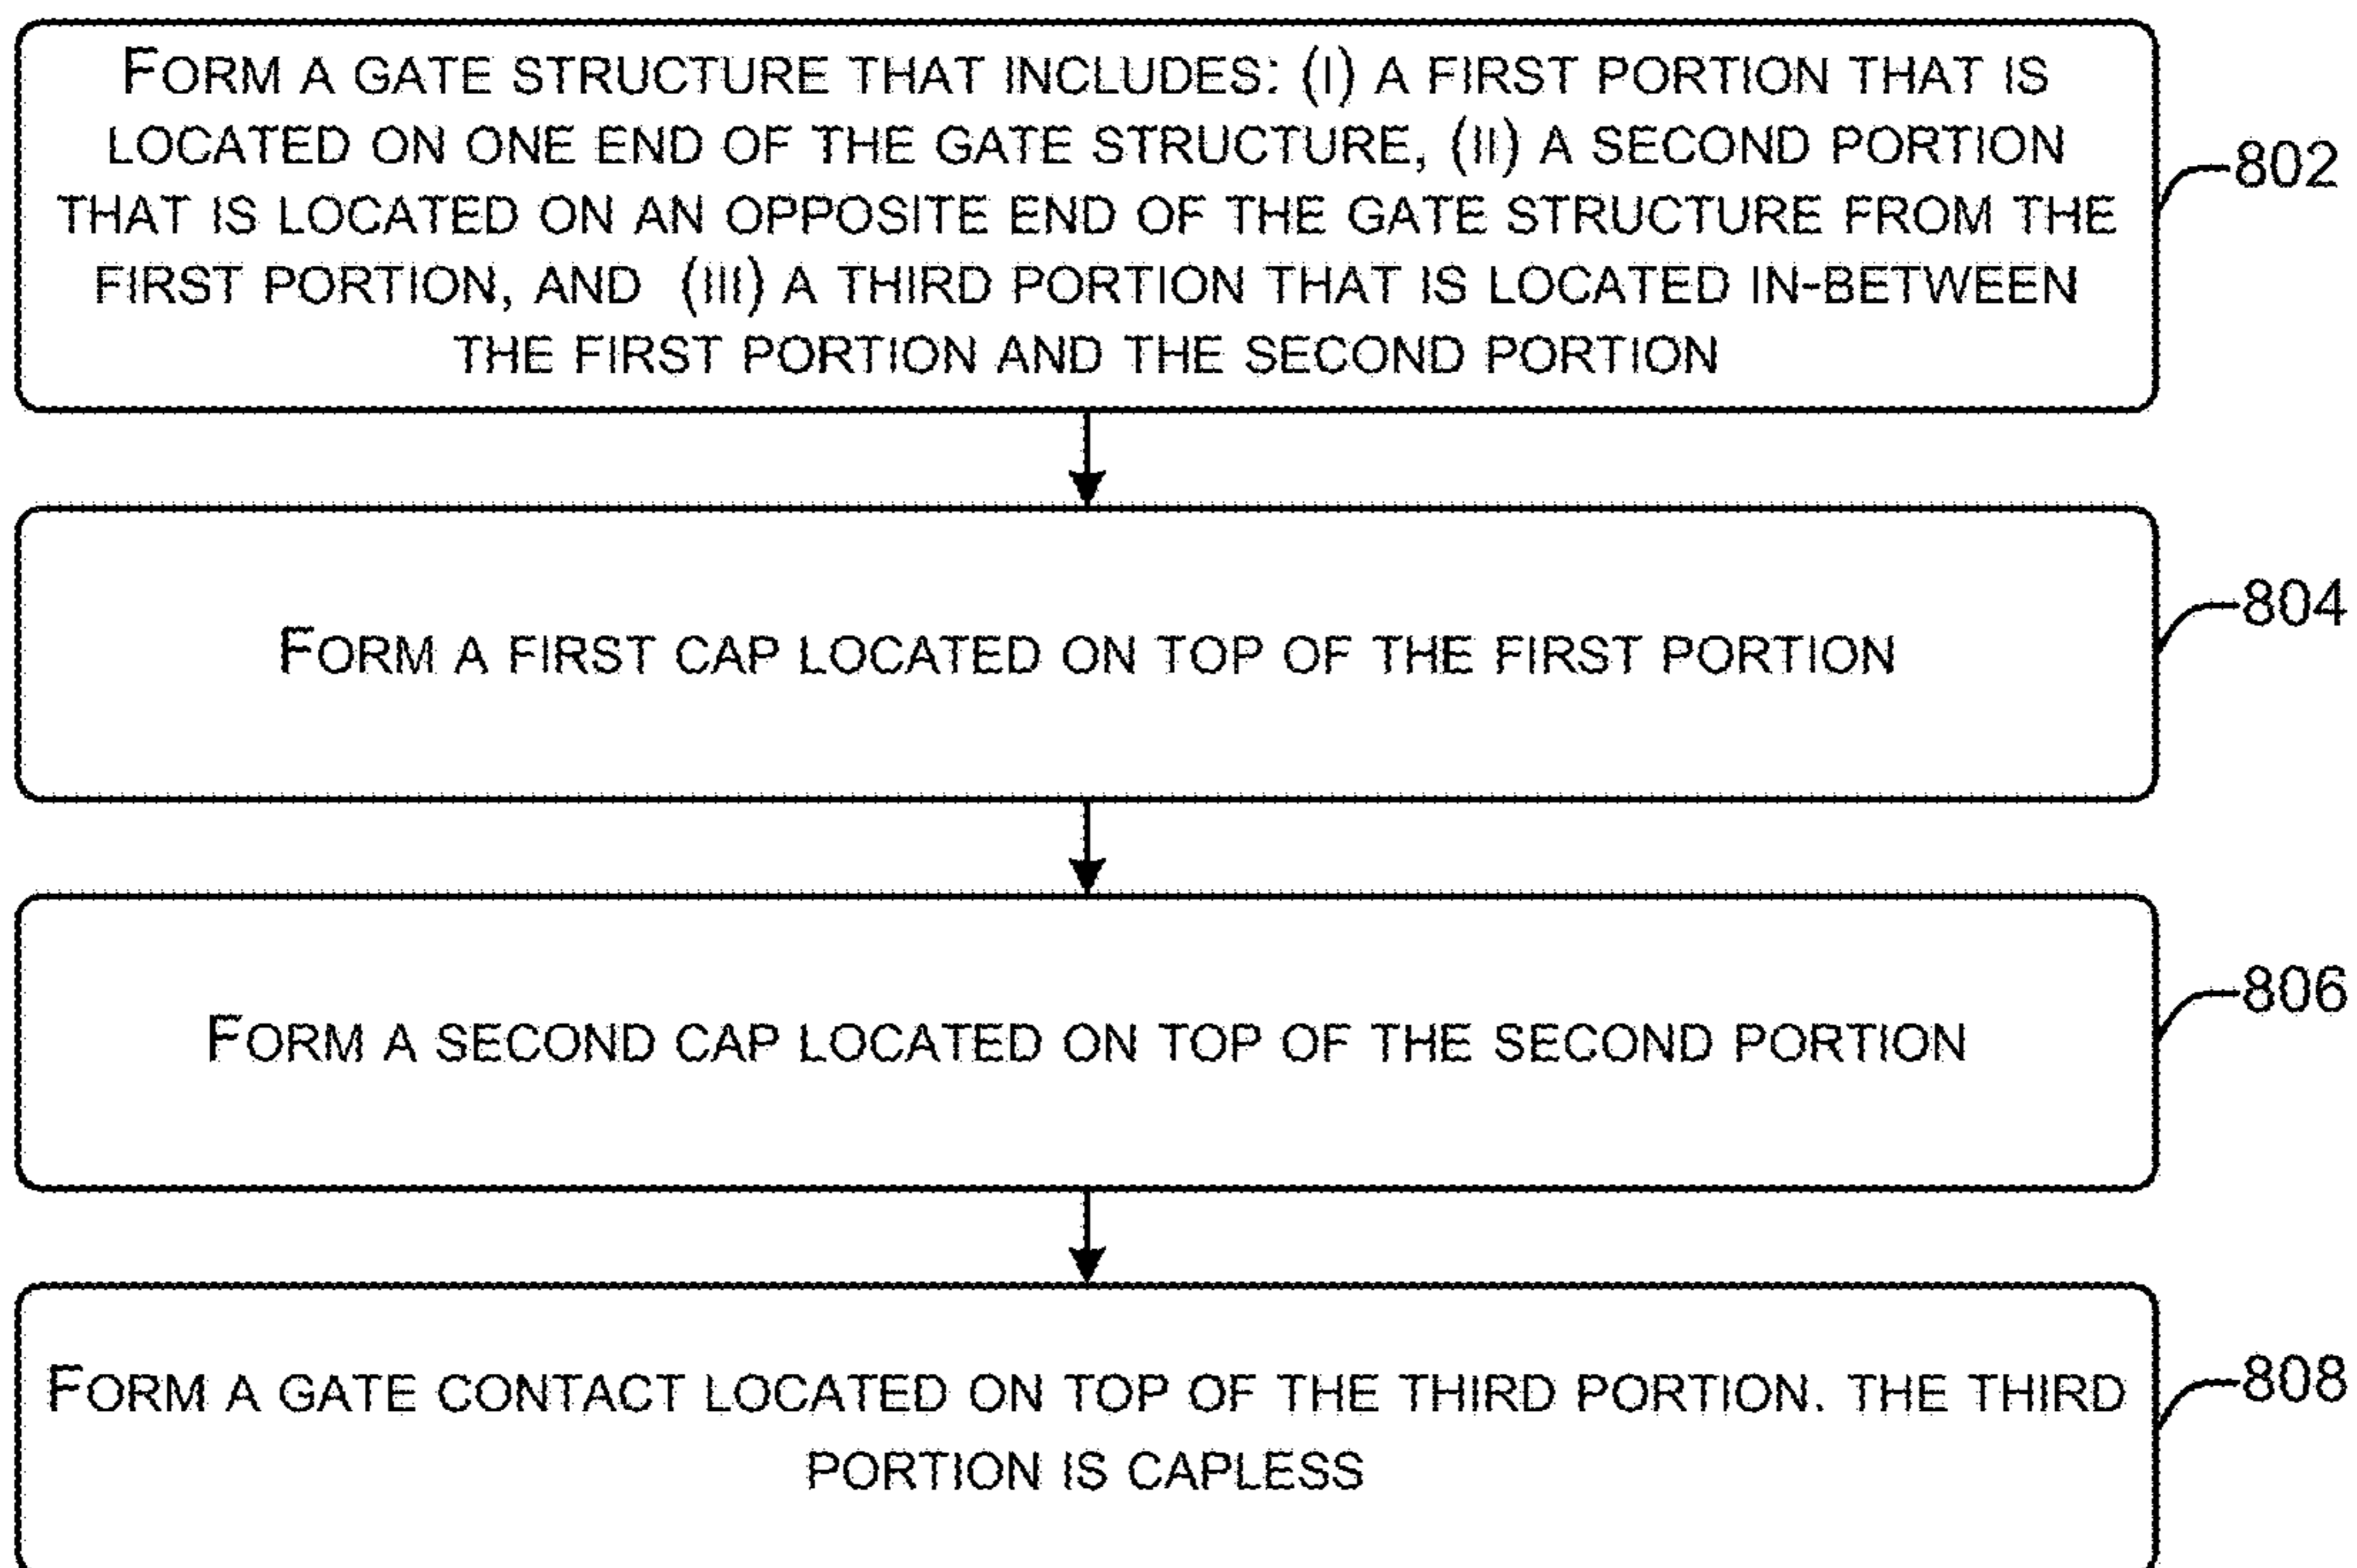 FORM A GATE STRUCTURE THAT INCLUDES: (I) A FIRST PORTION THAT IS
LOCATED ON ONE END OF THE GATE STRUCTURE, (II) A SECOND PORTION
THAT IS LOCATED ON AN OPPOSITE END OF THE GATE STRUCTURE FROM THE
FIRST PORTION, AND (III) A THIRD PORTION THAT IS LOCATED IN-BETWEEN
THE FIRST PORTION AND THE SECOND PORTION
802
FORM A FIRST CAP LOCATED ON TOP OF THE FIRST PORTION
804
FORM A SECOND CAP LOCATED ON TOP OF THE SECOND PORTION
806
FORM A GATE CONTACT LOCATED ON TOP OF THE THIRD PORTION. THE THIRD
PORTION IS CAPLESS
808